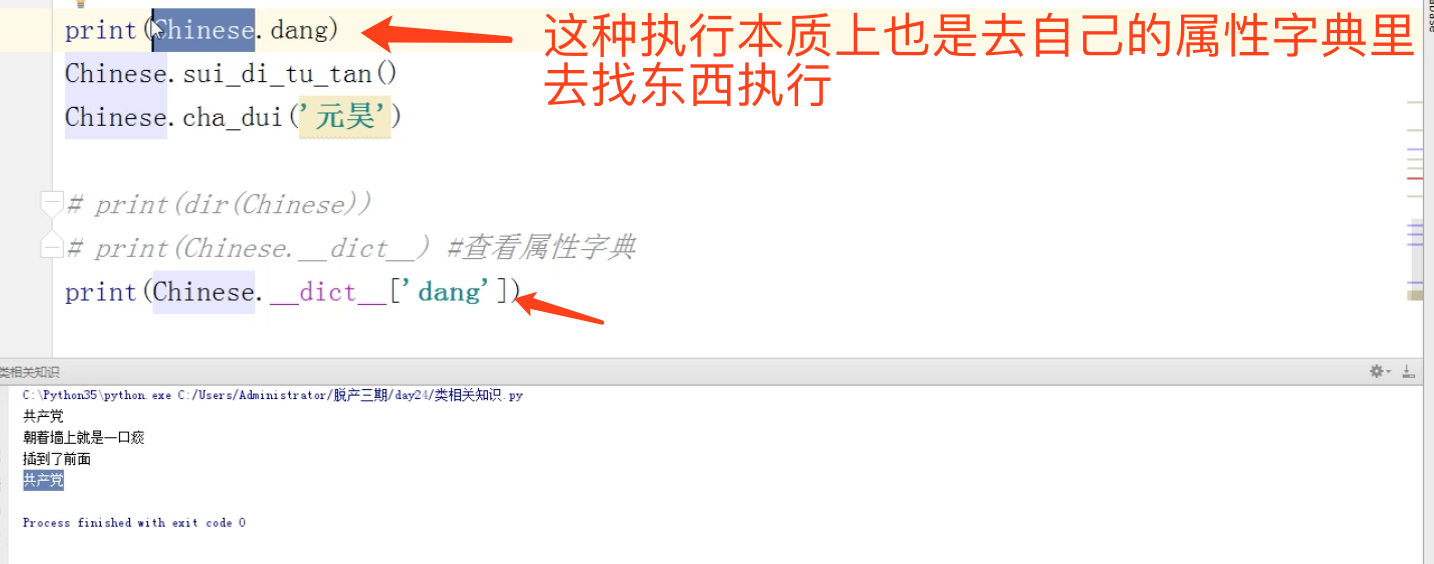 print(Chinese.dang)
这种执行本质上也是去自己的属性字典里
去找东西执行
Chinese.sui_di_tu_tan()
Chinese.cha_dui('元昊')
# print(dir(Chinese))
# print(Chinese.__dict__) #查看属性字典
print(Chinese.__dict__['dang'])
类相关知识
C:\Python35\python.exe C:/Users/Administrator/脱产三期/day24/类相关知识.py
共产党
朝着墙上就是一口痰
插到了前面
共产党
Process finished with exit code 0